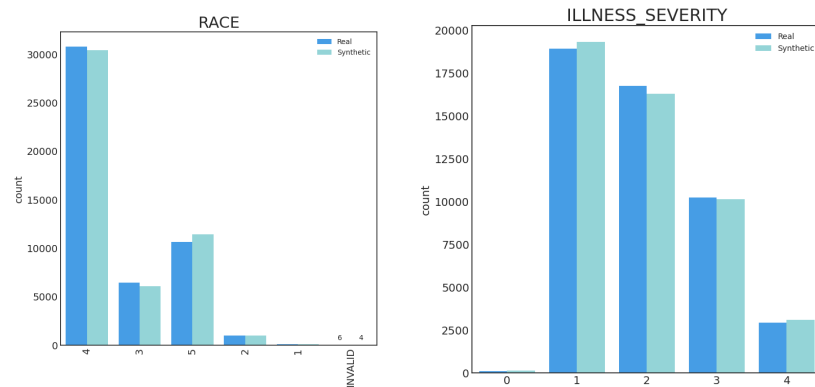 RACE
Real
Synthetic
30000
25000
20000
15000
10000
5000
0
count
6 4
4 3 5 2 1 INVALID
ILLNESS_SEVERITY
Real
Synthetic
20000
17500
15000
12500
10000
7500
5000
2500
0
count
0 1 2 3 4